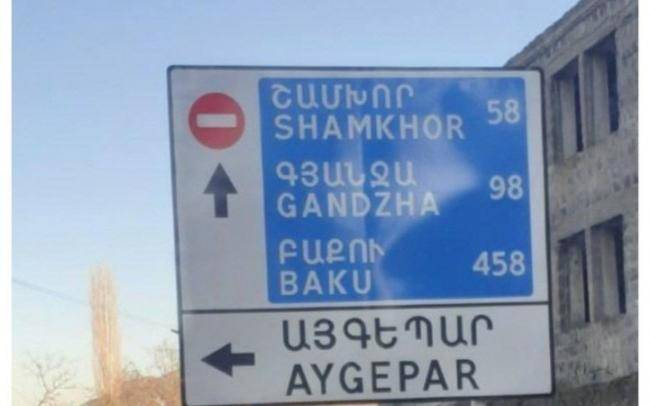 ՇԱՄԽՈՐ 58
SHAMKHOR
ԳՅԱՆՋԱ 98
GANDZHA
ԲԱՔՈՒ 458
BAKU
ԱՅԳԵՊԱՐ
AYGEPAR